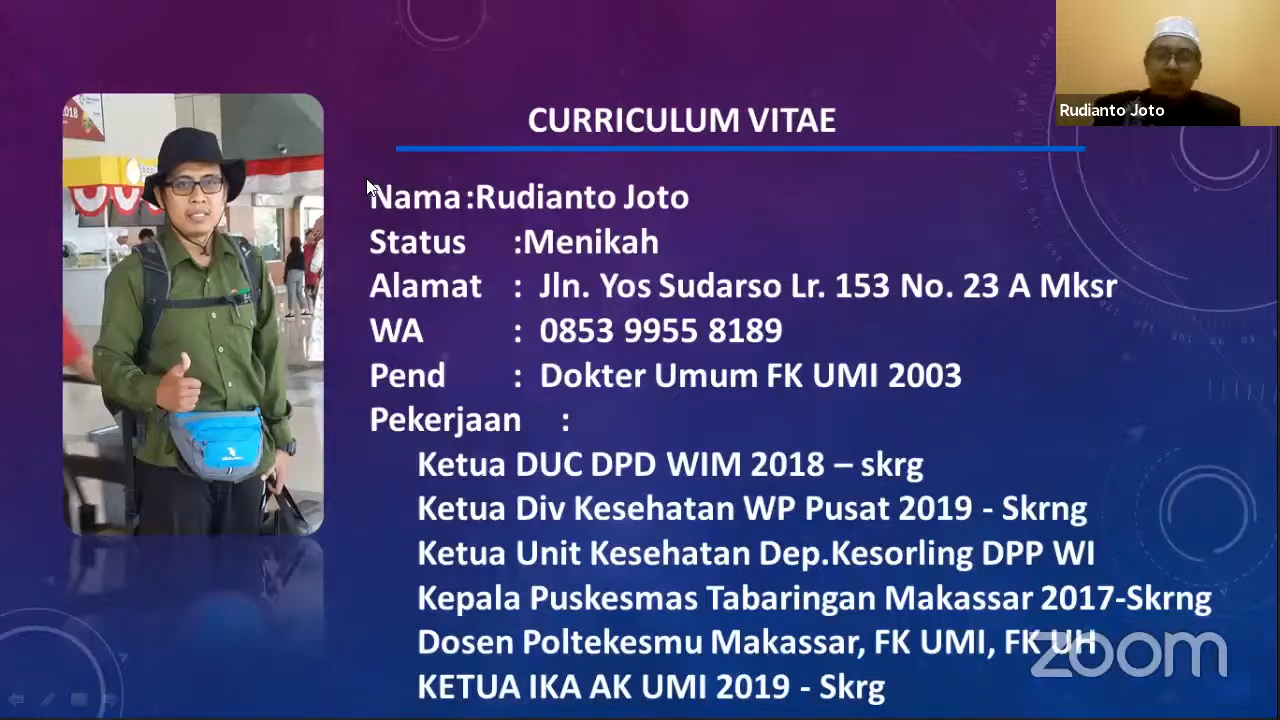 CURRICULUM VITAE
Rudianto Joto
Nama :Rudianto Joto
Status :Menikah
Alamat : Jln. Yos Sudarso Lr. 153 No. 23 A Mksr
WA : 0853 9955 8189
Pend : Dokter Umum FK UMI 2003
Pekerjaan :
Ketua DUC DPD WIM 2018 – skrg
Ketua Div Kesehatan WP Pusat 2019 - Skrng
Ketua Unit Kesehatan Dep.Kesorling DPP WI
Kepala Puskesmas Tabaringan Makassar 2017-Skrng
Dosen Poltekesmu Makassar, FK UMI, FK UH
KETUA IKA AK UMI 2019 - Skrg
zoom